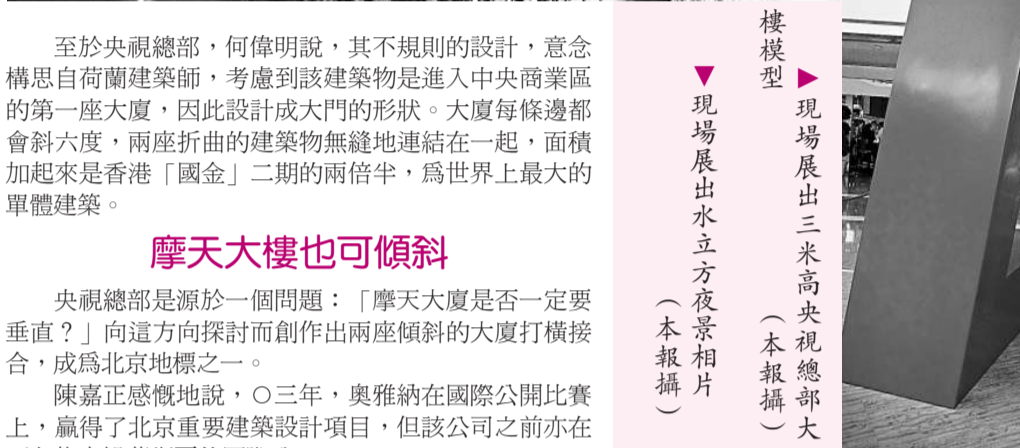 至於央視總部，何偉明說，其不規則的設計，意念
構思自荷蘭建築師，考慮到該建築物是進入中央商業區
的第一座大廈，因此設計成大門的形狀。大廈每條邊都
會斜六度，兩座折曲的建築物無縫地連結在一起，面積
加起來是香港「國金」二期的兩倍半，爲世界上最大的
單體建築。
摩天大樓也可傾斜
央視總部是源於一個問題：「摩天大廈是否一定要
垂直？」向這方向探討而創作出兩座傾斜的大廈打橫接
合，成爲北京地標之一。
陳嘉正感慨地說，○三年，奧雅納在國際公開比賽
上，贏得了北京重要建築設計項目，但該公司之前亦在
▶現場展出三米高央視總部大
樓模型
（本報攝）
▼現場展出水立方夜景相片
（本報攝）